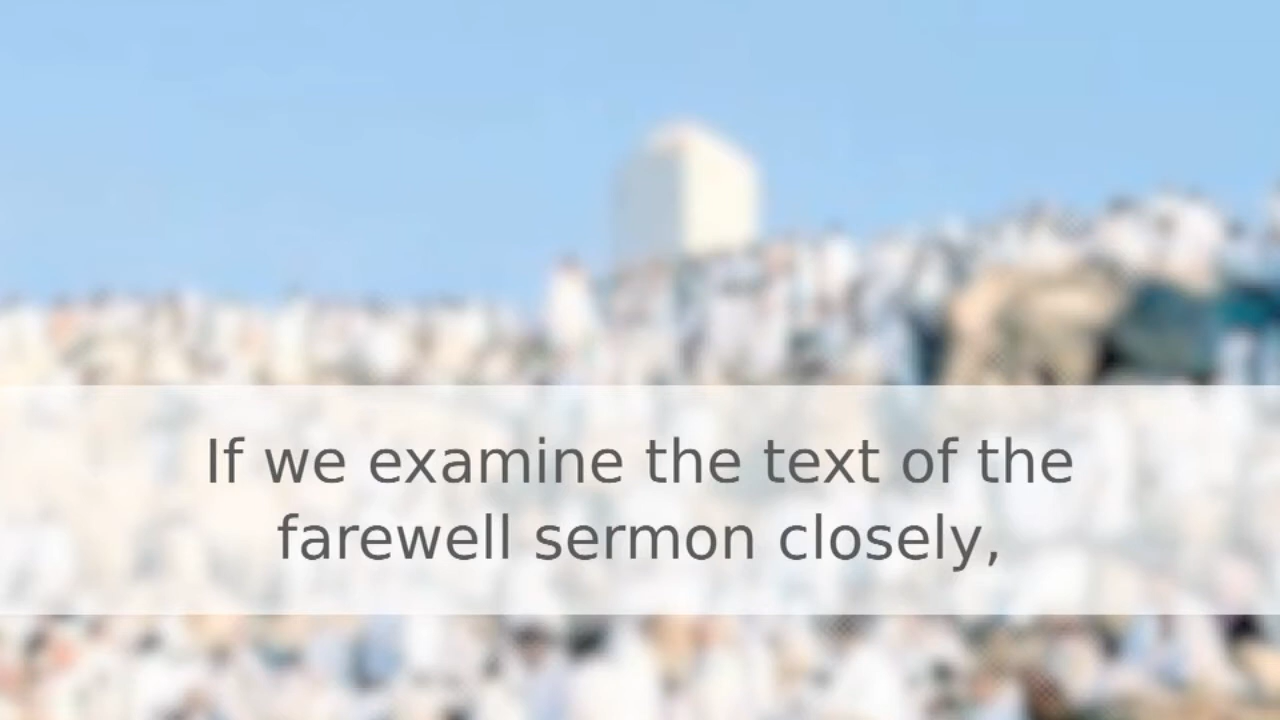 If we examine the text of the
farewell sermon closely,